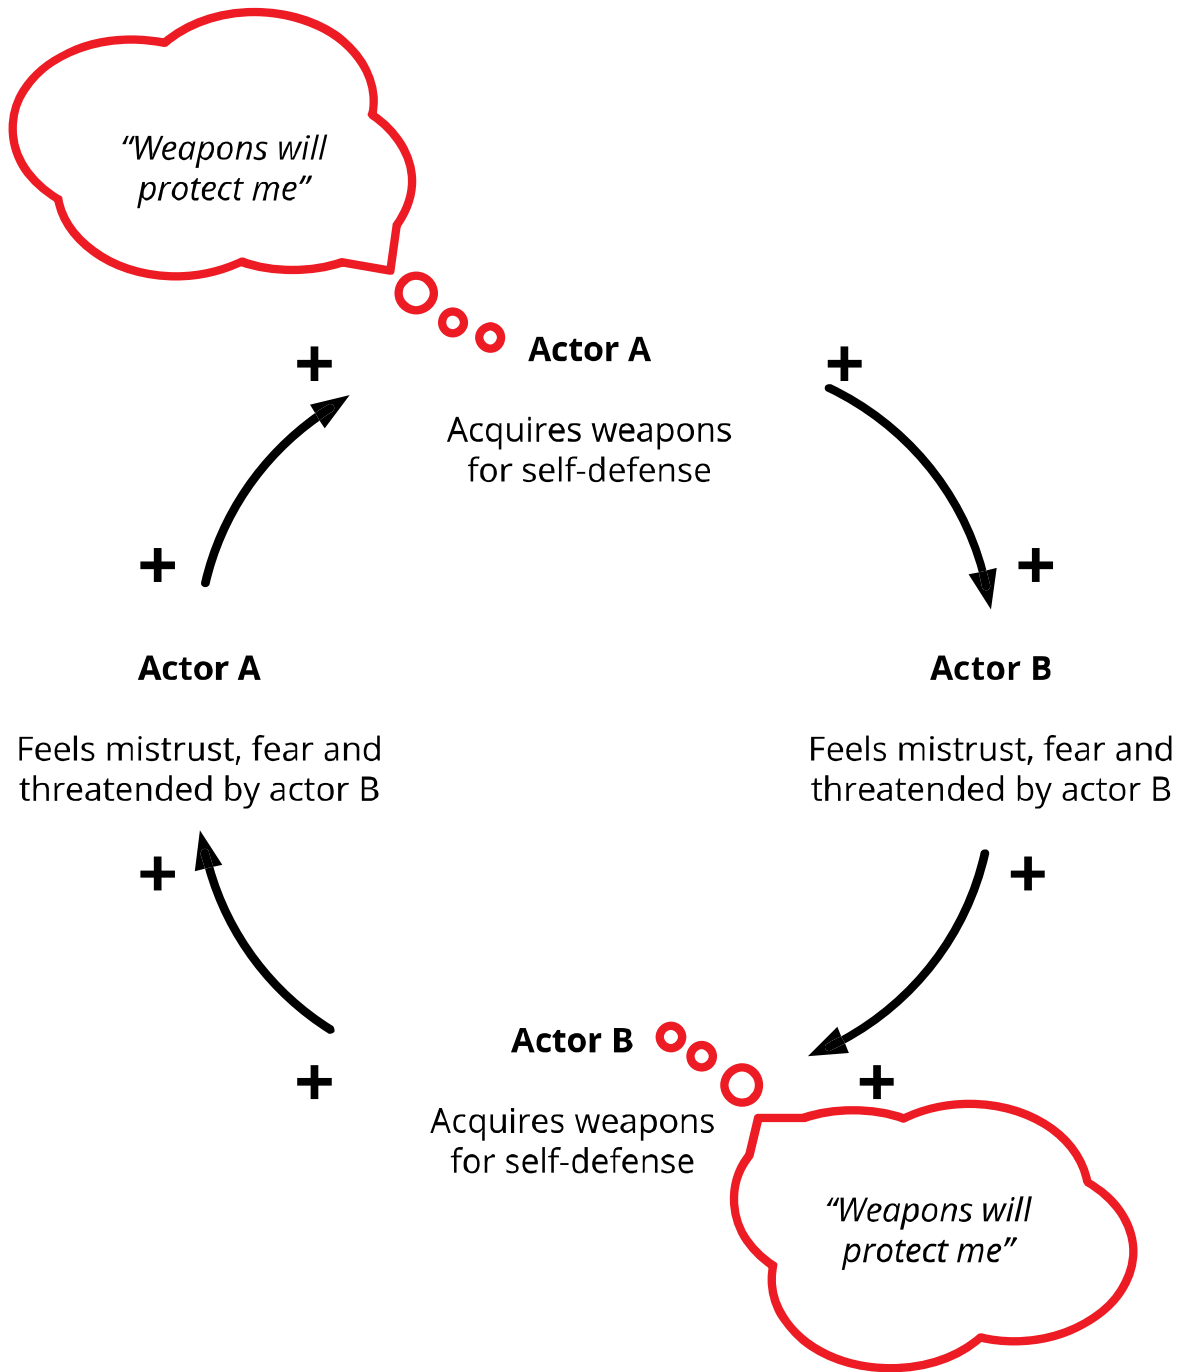 “Weapons will
protect me”
+
Actor A
+
Acquires weapons
for self-defense
+
+
Actor A
Actor B
Feels mistrust, fear and
threatended by actor B
Feels mistrust, fear and
threatended by actor B
+
+
Actor B
+
+
Acquires weapons
for self-defense
“Weapons will
protect me”